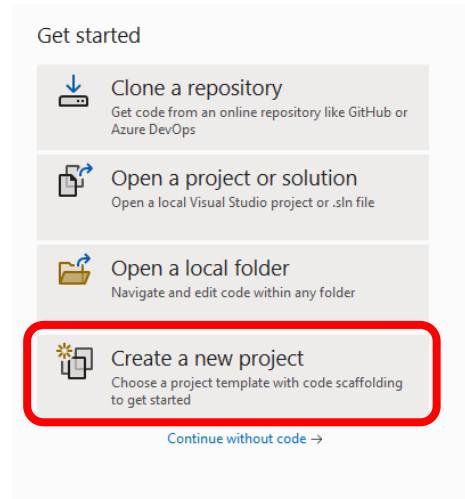 Get started
Clone a repository
Get code from an online repository like GitHub or
Azure DevOps
Open a project or solution
Open a local Visual Studio project or .sln file
Open a local folder
Navigate and edit code within any folder
Create a new project
Choose a project template with code scaffolding
to get started
Continue without code →